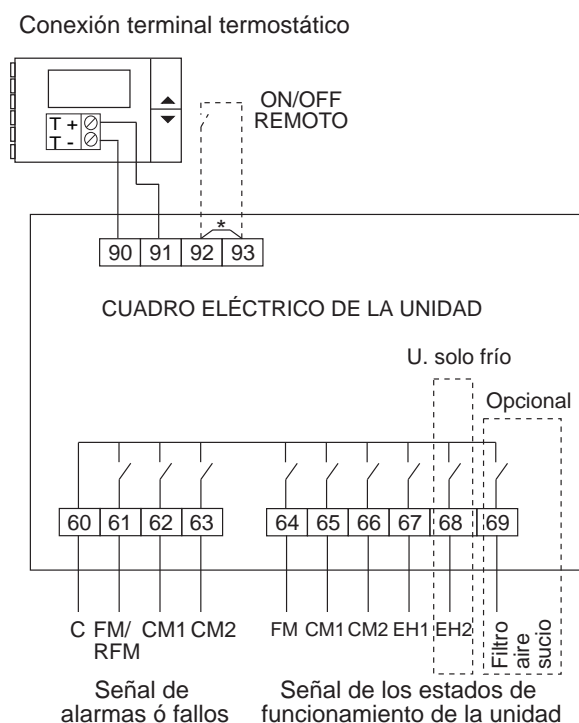 Conexión terminal termostático
T +
T -
ON/OFF
REMOTO
*
90 91 92 93
CUADRO ELÉCTRICO DE LA UNIDAD
U. solo frío
Opcional
60 61 62 63
64 65 66 67 68 69
C FM/ CM1 CM2
RFM
FM CM1 CM2 EH1 EH2
Filtro
aire
sucio
Señal de
alarmas ó fallos
Señal de los estados de
funcionamiento de la unidad